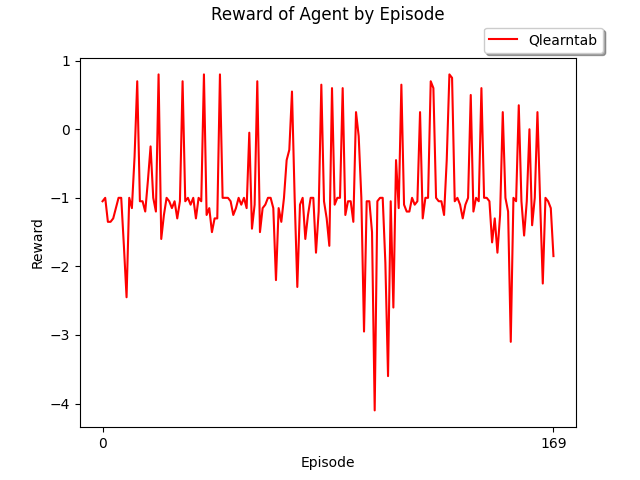 Reward of Agent by Episode
Qlearntab
1
0
−1
−2
−3
−4
Reward
0
169
Episode